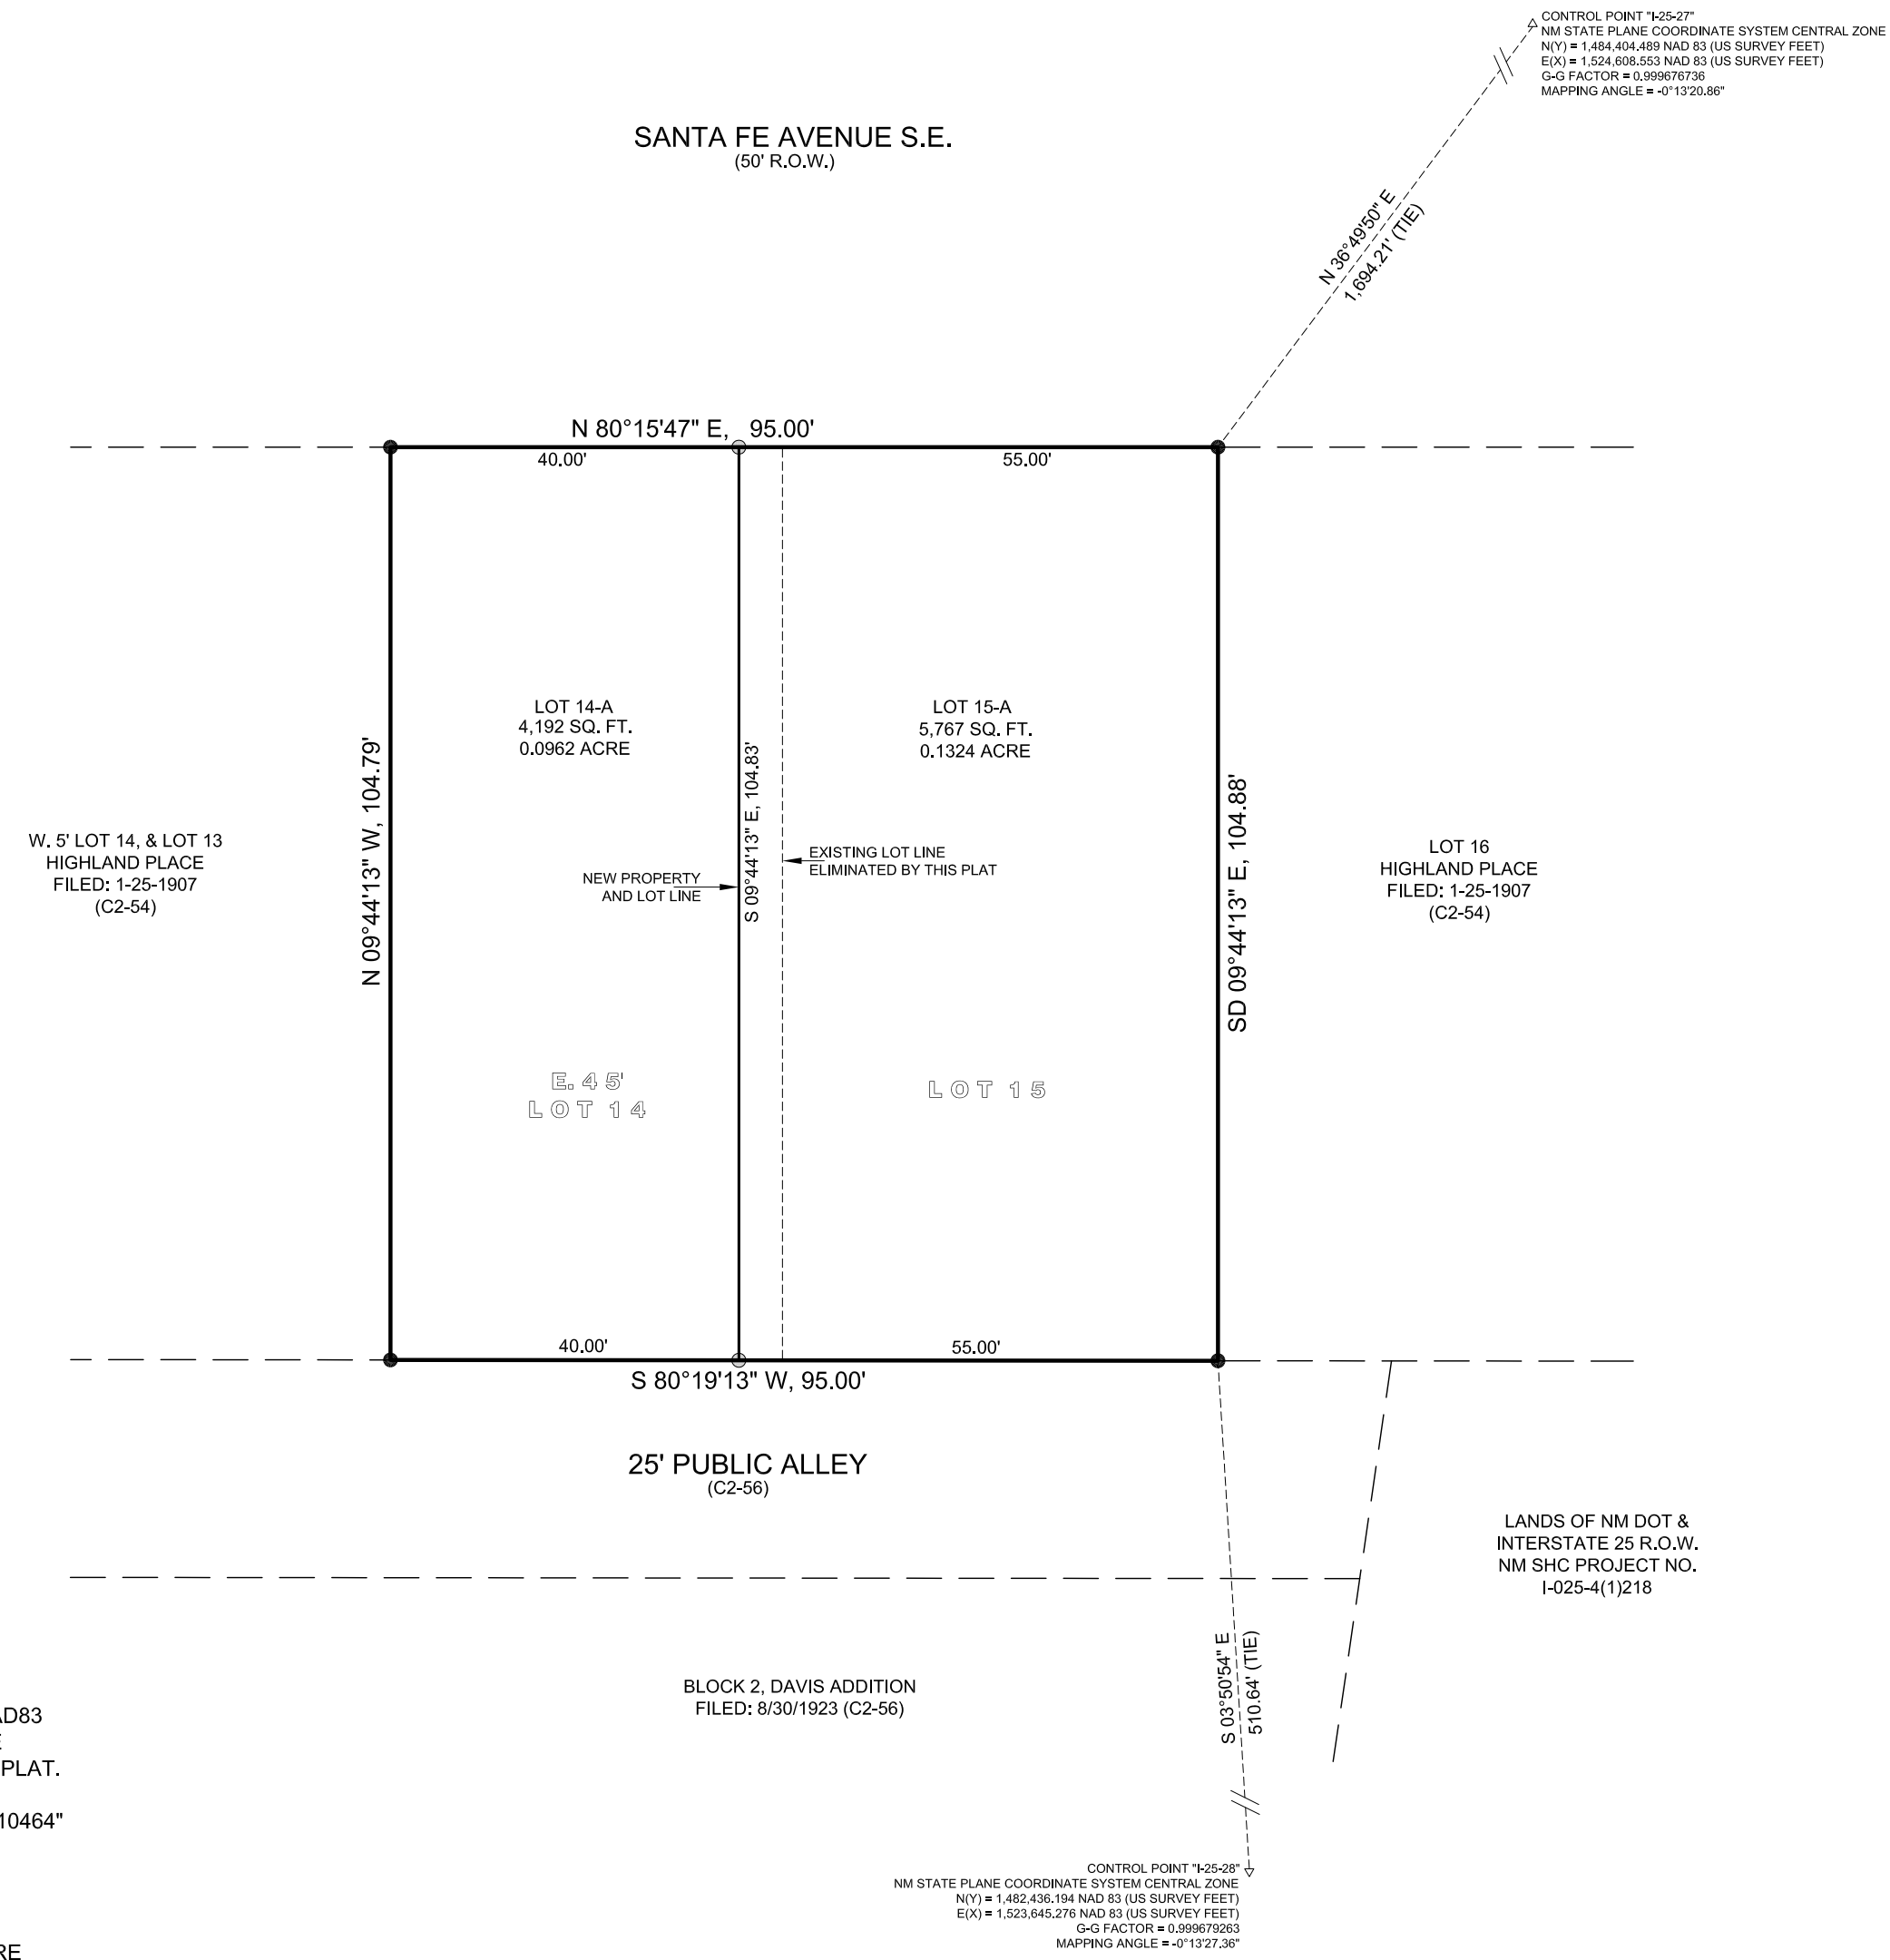 CONTROL POINT "I-25-27"
NM STATE PLANE COORDINATE SYSTEM CENTRAL ZONE
N(Y) = 1,484,404.489 NAD 83 (US SURVEY FEET)
E(X) = 1,524,608.553 NAD 83 (US SURVEY FEET)
G-G FACTOR = 0.999676736
MAPPING ANGLE = -0°13'20.86"
SANTA FE AVENUE S.E.
(50' R.O.W.)
N 36°49'50" E
1,694.21' (TIE)
N 80°15'47" E, 95.00'
40.00'
55.00'
LOT 14-A
4,192 SQ. FT.
0.0962 ACRE
LOT 15-A
5,767 SQ. FT.
0.1324 ACRE
N 09°44'13" W, 104.79'
S 09°44'13" E, 104.83'
SD 09°44'13" E, 104.88'
W. 5' LOT 14, & LOT 13
HIGHLAND PLACE
FILED: 1-25-1907
(C2-54)
NEW PROPERTY
AND LOT LINE
EXISTING LOT LINE
ELIMINATED BY THIS PLAT
LOT 16
HIGHLAND PLACE
FILED: 1-25-1907
(C2-54)
E. 45'
LOT 14
LOT 15
40.00'
55.00'
S 80°19'13" W, 95.00'
25' PUBLIC ALLEY
(C2-56)
LANDS OF NM DOT &
INTERSTATE 25 R.O.W.
NM SHC PROJECT NO.
I-025-4(1)218
S 03°50'54" E
510.64' (TIE)
BLOCK 2, DAVIS ADDITION
FILED: 8/30/1923 (C2-56)
AD83
PLAT.
10464"
RE
CONTROL POINT "I-25-28"
NM STATE PLANE COORDINATE SYSTEM CENTRAL ZONE
N(Y) = 1,482,436.194 NAD 83 (US SURVEY FEET)
E(X) = 1,523,645.276 NAD 83 (US SURVEY FEET)
G-G FACTOR = 0.999679263
MAPPING ANGLE = -0°13'27.36"